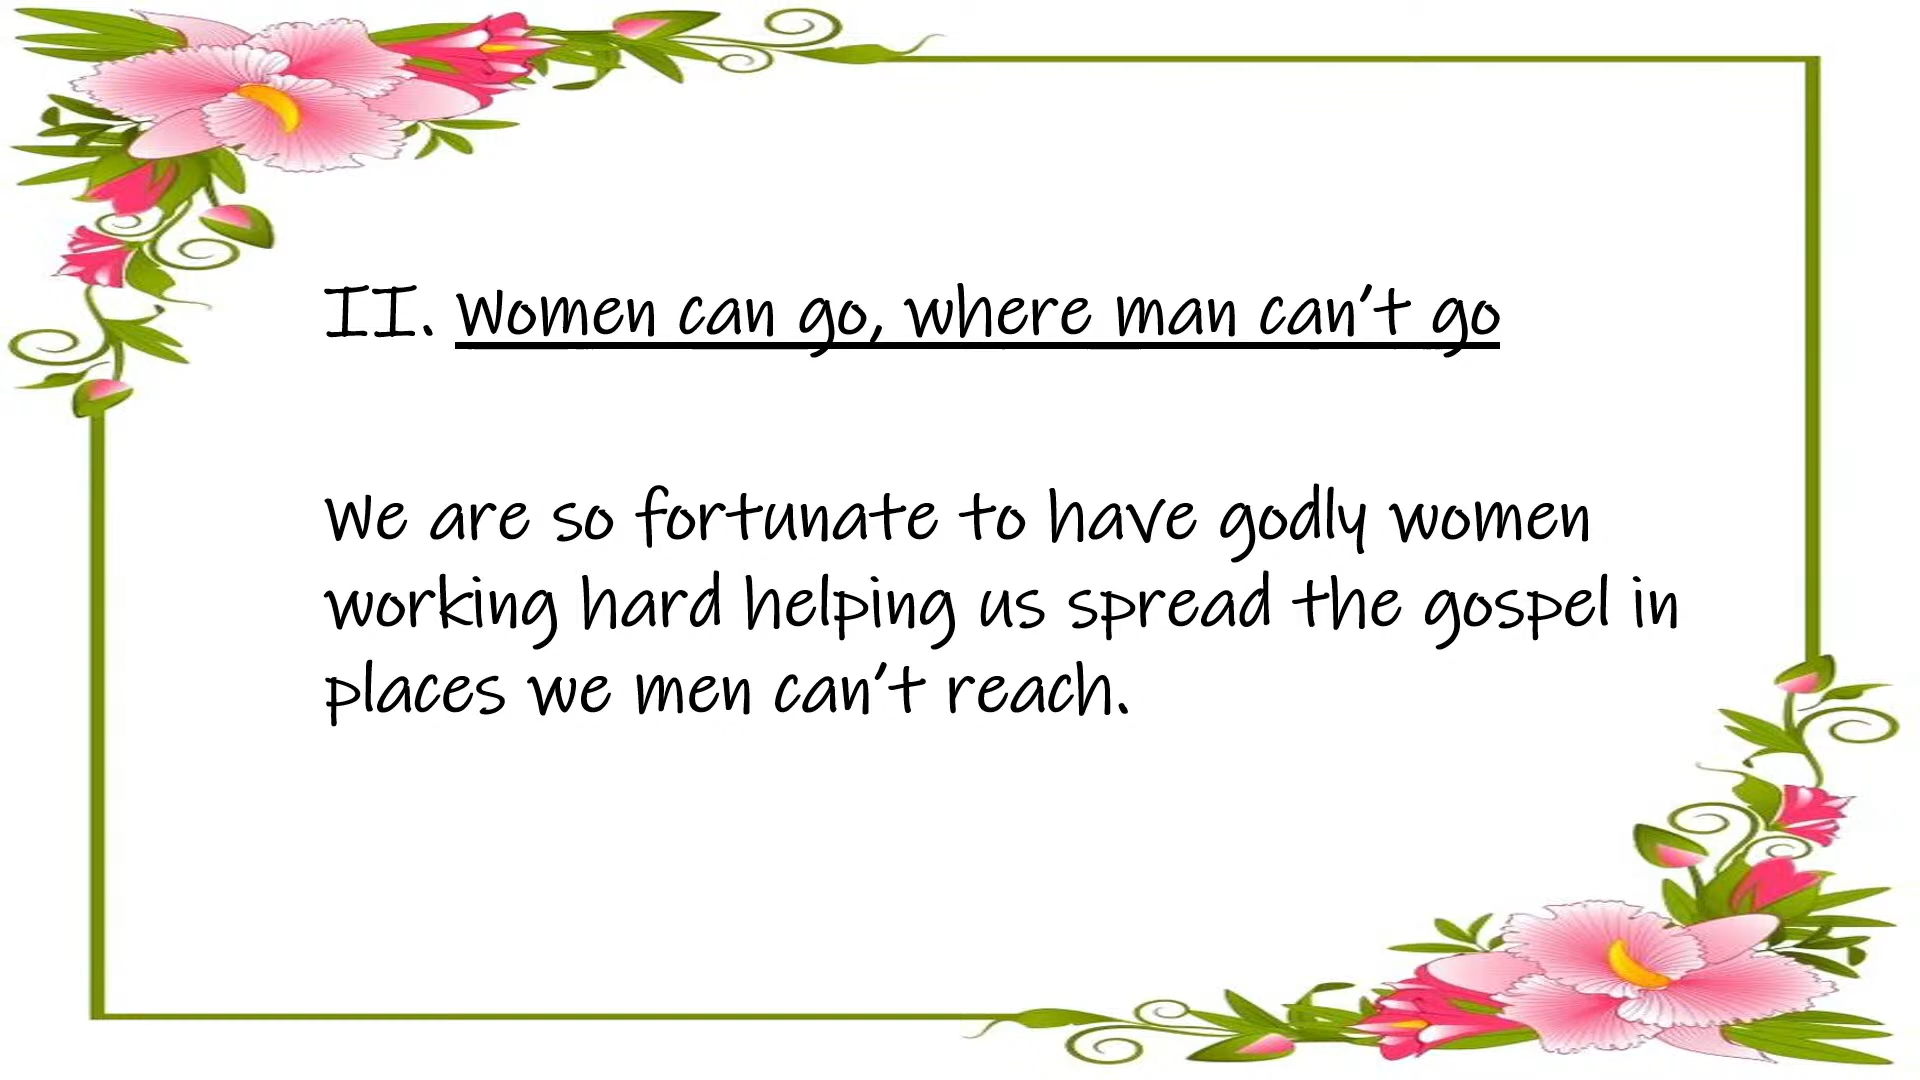 II. Women can go, where man can't go
We are so fortunate to have godly women
working hard helping us spread the gospel in
places we men can't reach.